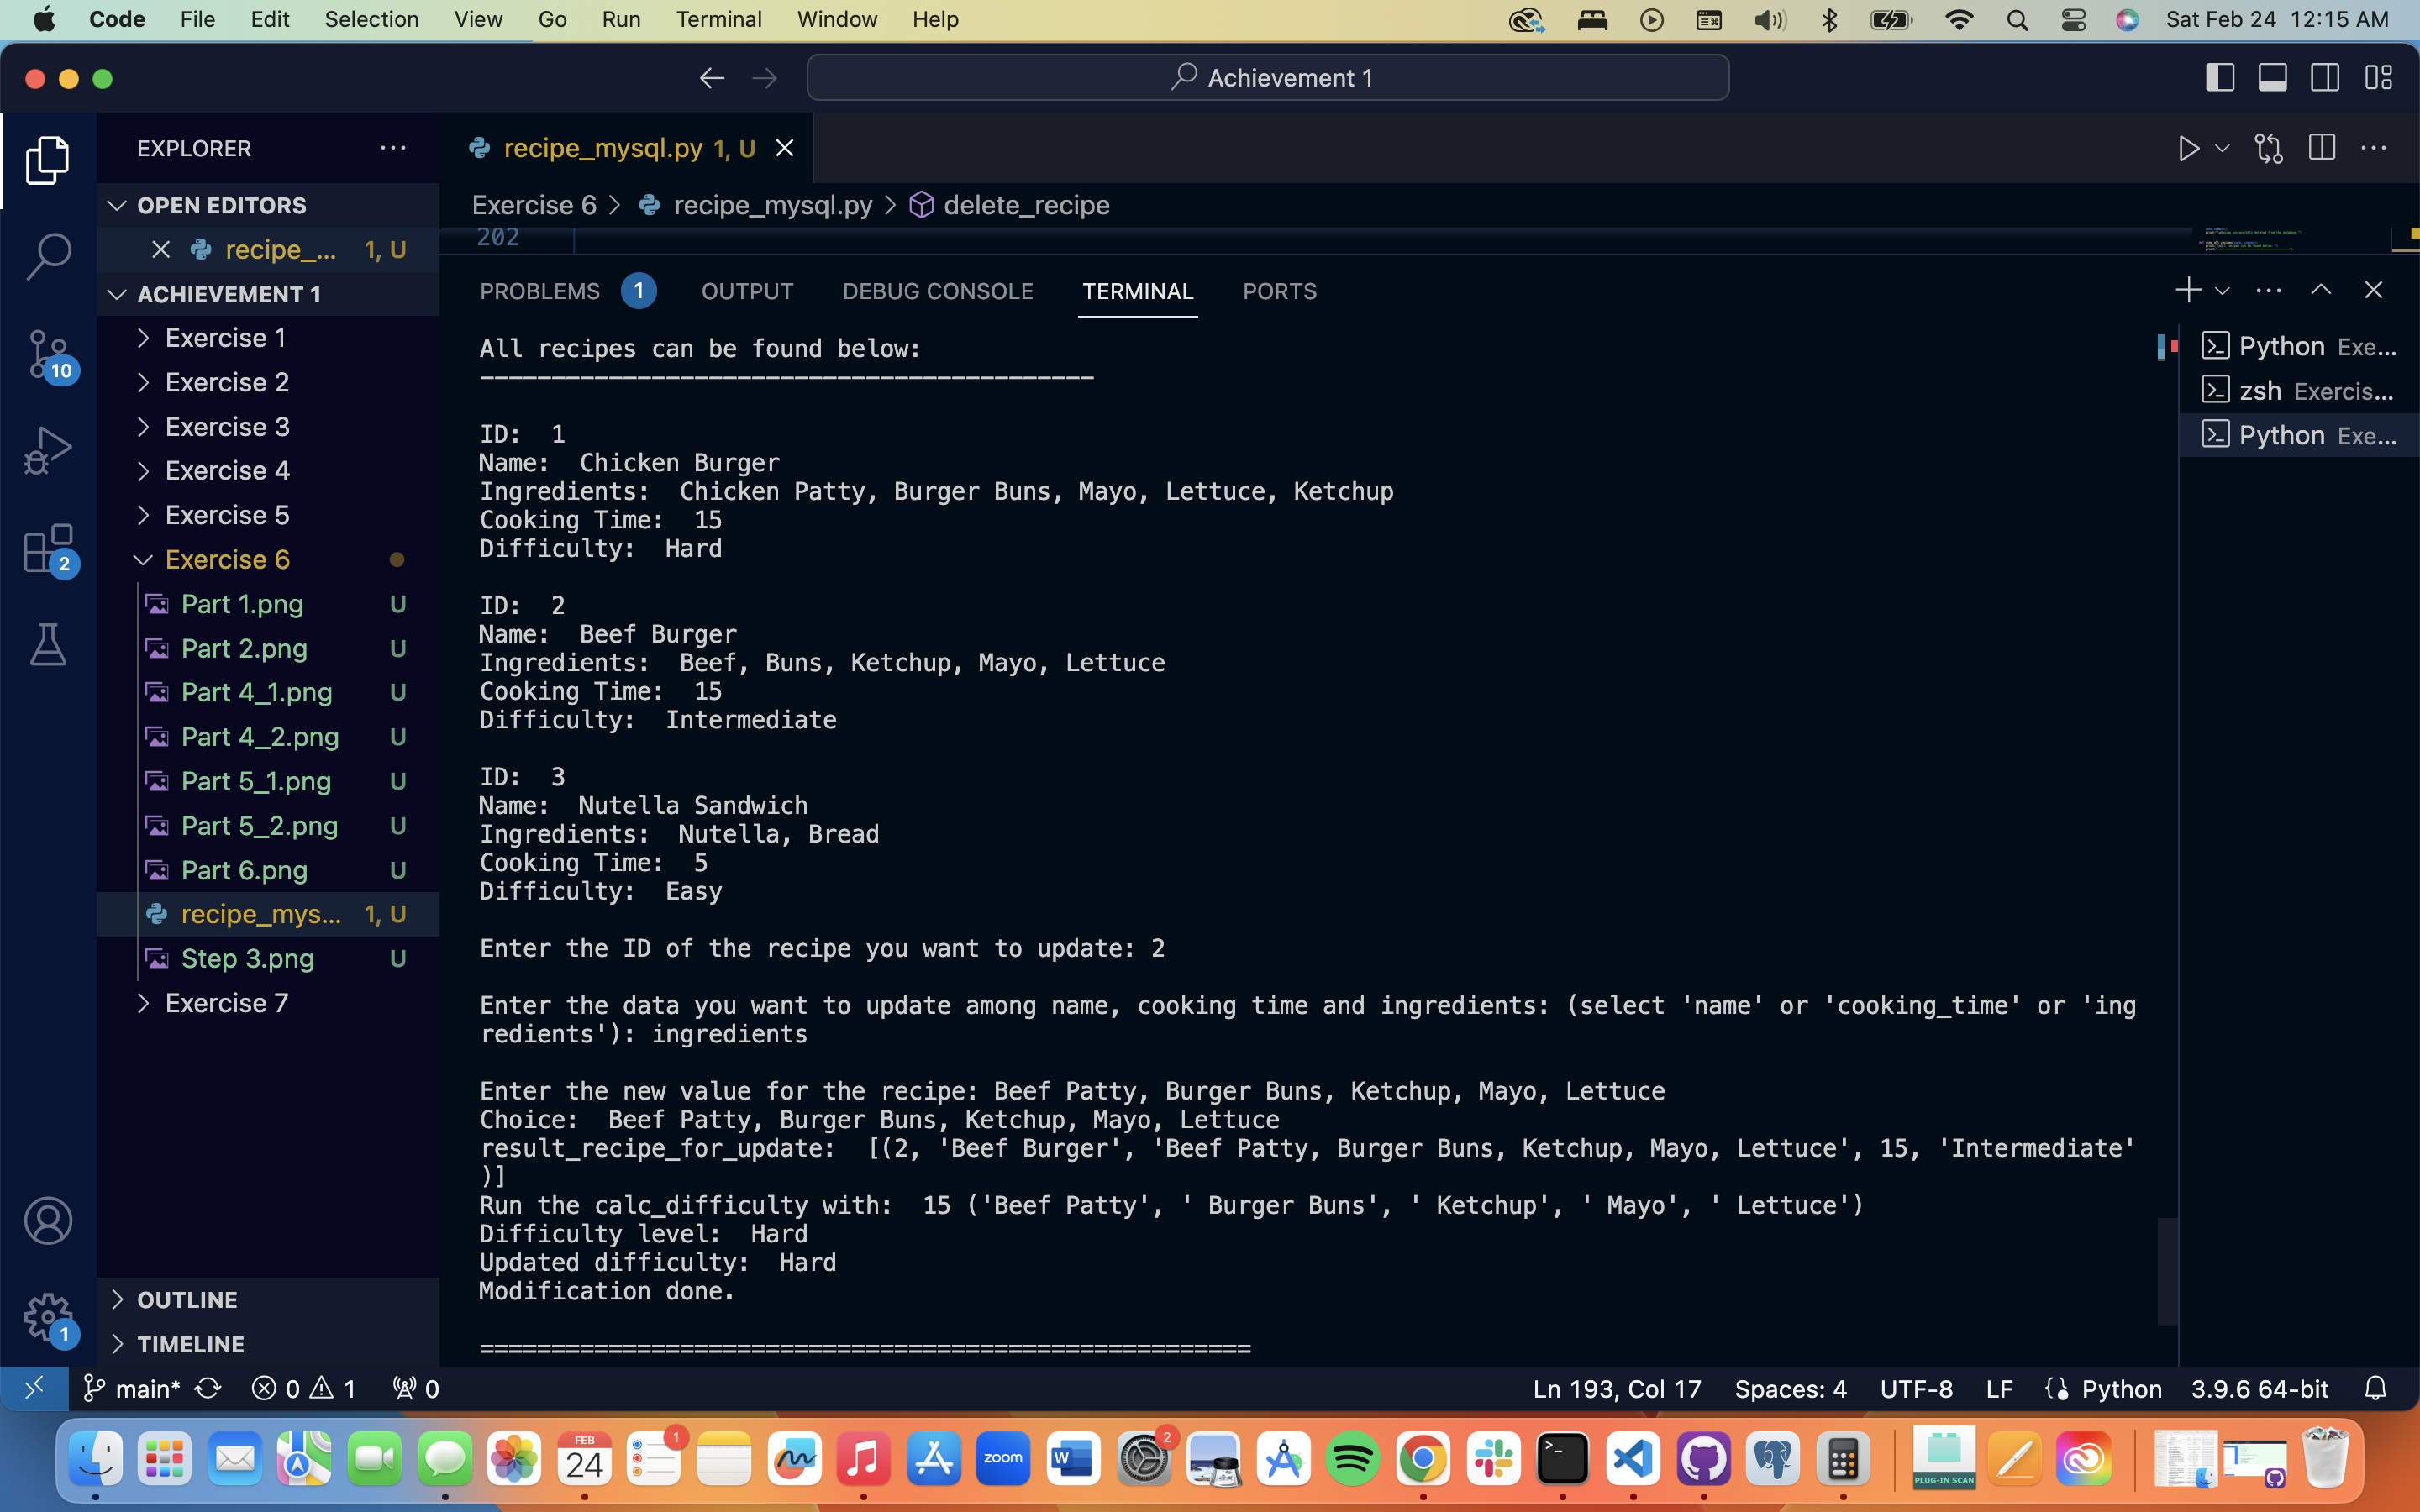 Code File Edit Selection View Go Run Terminal Window Help Sat Feb 24 12:15 AM
Achievement 1
EXPLORER
recipe_mysql.py 1, U
OPEN EDITORS
Exercise 6 > recipe_mysql.py > delete_recipe
recipe_... 1, U
202
ACHIEVEMENT 1
PROBLEMS 1 OUTPUT DEBUG CONSOLE TERMINAL PORTS
Exercise 1
Exercise 2
Exercise 3
Exercise 4
Exercise 5
Exercise 6
Part 1.png U
Part 2.png U
Part 4_1.png U
Part 4_2.png U
Part 5_1.png U
Part 5_2.png U
Part 6.png U
recipe_mys... 1, U
Step 3.png U
Exercise 7
OUTLINE
TIMELINE
10
2
1
All recipes can be found below:
-------------------------------------------
ID:  1
Name:  Chicken Burger
Ingredients:  Chicken Patty, Burger Buns, Mayo, Lettuce, Ketchup
Cooking Time:  15
Difficulty:  Hard
ID:  2
Name:  Beef Burger
Ingredients:  Beef, Buns, Ketchup, Mayo, Lettuce
Cooking Time:  15
Difficulty:  Intermediate
ID:  3
Name:  Nutella Sandwich
Ingredients:  Nutella, Bread
Cooking Time:  5
Difficulty:  Easy
Enter the ID of the recipe you want to update: 2
Enter the data you want to update among name, cooking time and ingredients: (select 'name' or 'cooking_time' or 'ing
redients'): ingredients
Enter the new value for the recipe: Beef Patty, Burger Buns, Ketchup, Mayo, Lettuce
Choice:  Beef Patty, Burger Buns, Ketchup, Mayo, Lettuce
result_recipe_for_update:  [(2, 'Beef Burger', 'Beef Patty, Burger Buns, Ketchup, Mayo, Lettuce', 15, 'Intermediate'
)]
Run the calc_difficulty with:  15 ('Beef Patty', ' Burger Buns', ' Ketchup', ' Mayo', ' Lettuce')
Difficulty level:  Hard
Updated difficulty:  Hard
Modification done.
======================================================
Python Exe...
zsh Exercis...
Python Exe...
main* 0 1 0 Ln 193, Col 17 Spaces: 4 UTF-8 LF Python 3.9.6 64-bit
FEB
24
1
zoom
W
2
PLUG-IN SCAN